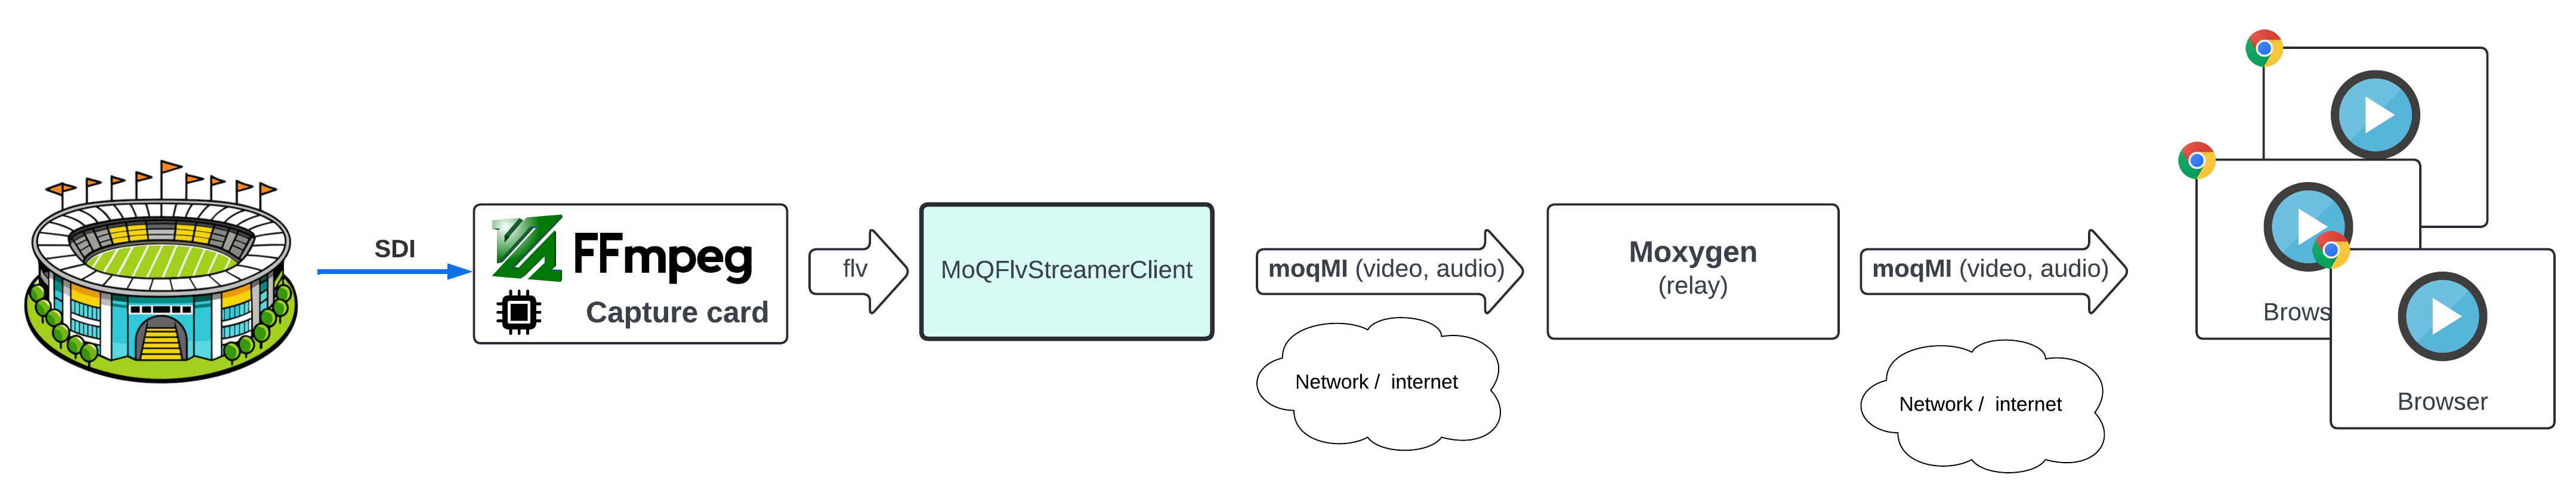 SDI
FFmpeg
Capture card
flv
MoQFlvStreamerClient
moqMI (video, audio)
Network / internet
Moxygen
(relay)
moqMI (video, audio)
Network / internet
Brows
Browser